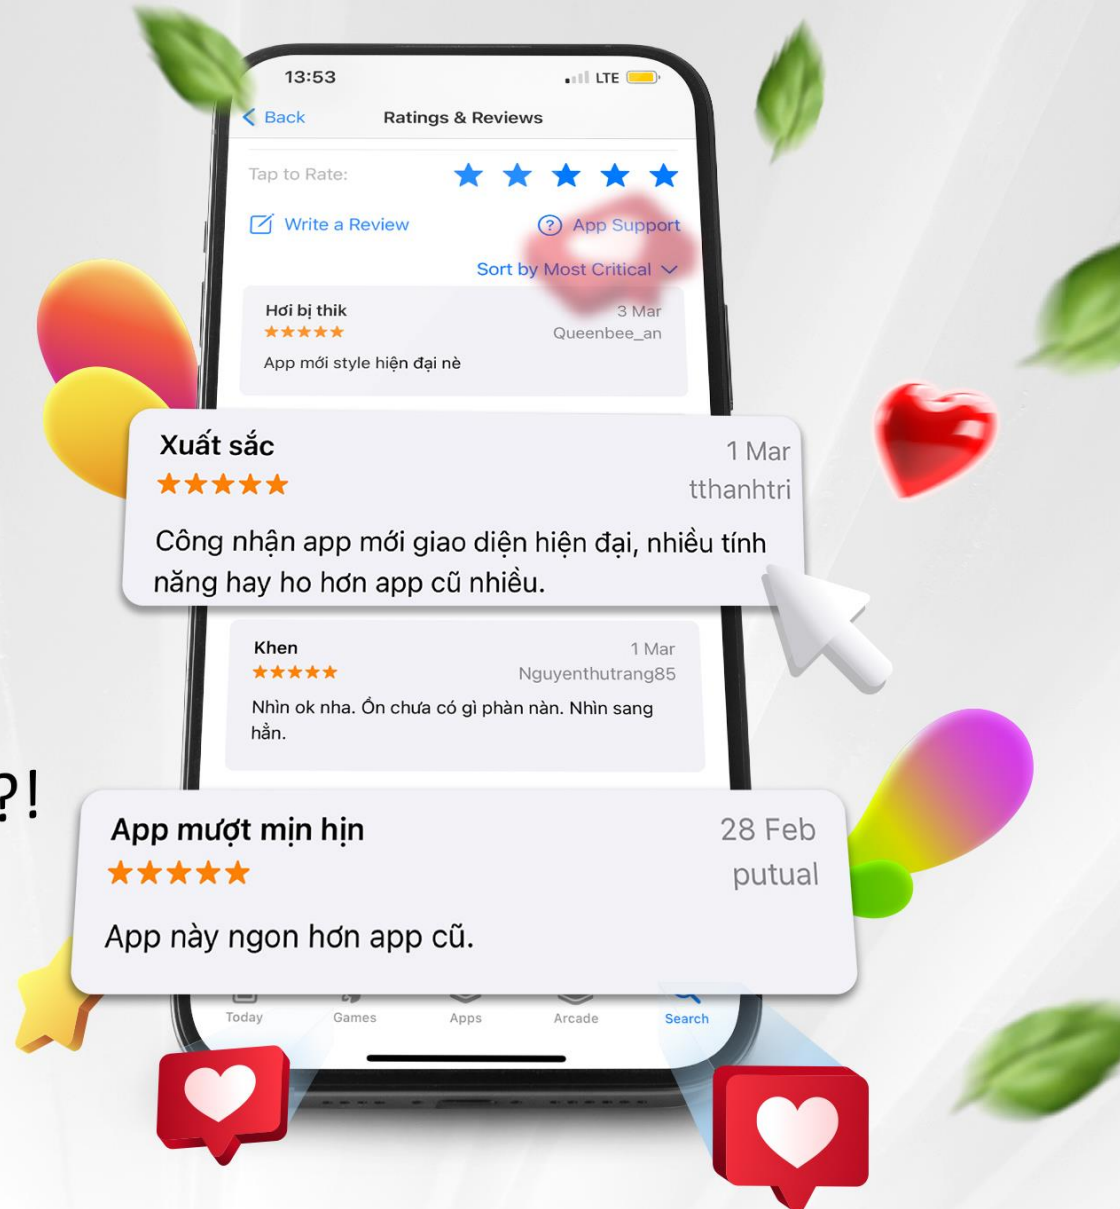 13:53
LTE
Back
Ratings & Reviews
Tap to Rate:
Write a Review
App Support
Sort by Most Critical
Hơi bị thik
3 Mar
Queenbee_an
App mới style hiện đại nè
Xuất sắc
1 Mar
tthanhtri
Công nhận app mới giao diện hiện đại, nhiều tính
năng hay ho hơn app cũ nhiều.
Khen
1 Mar
Nguyenthutrang85
Nhìn ok nha. Ổn chưa có gì phàn nàn. Nhìn sang
hẳn.
?!
App mượt mịn hịn
28 Feb
putual
App này ngon hơn app cũ.
Today
Games
Apps
Arcade
Search